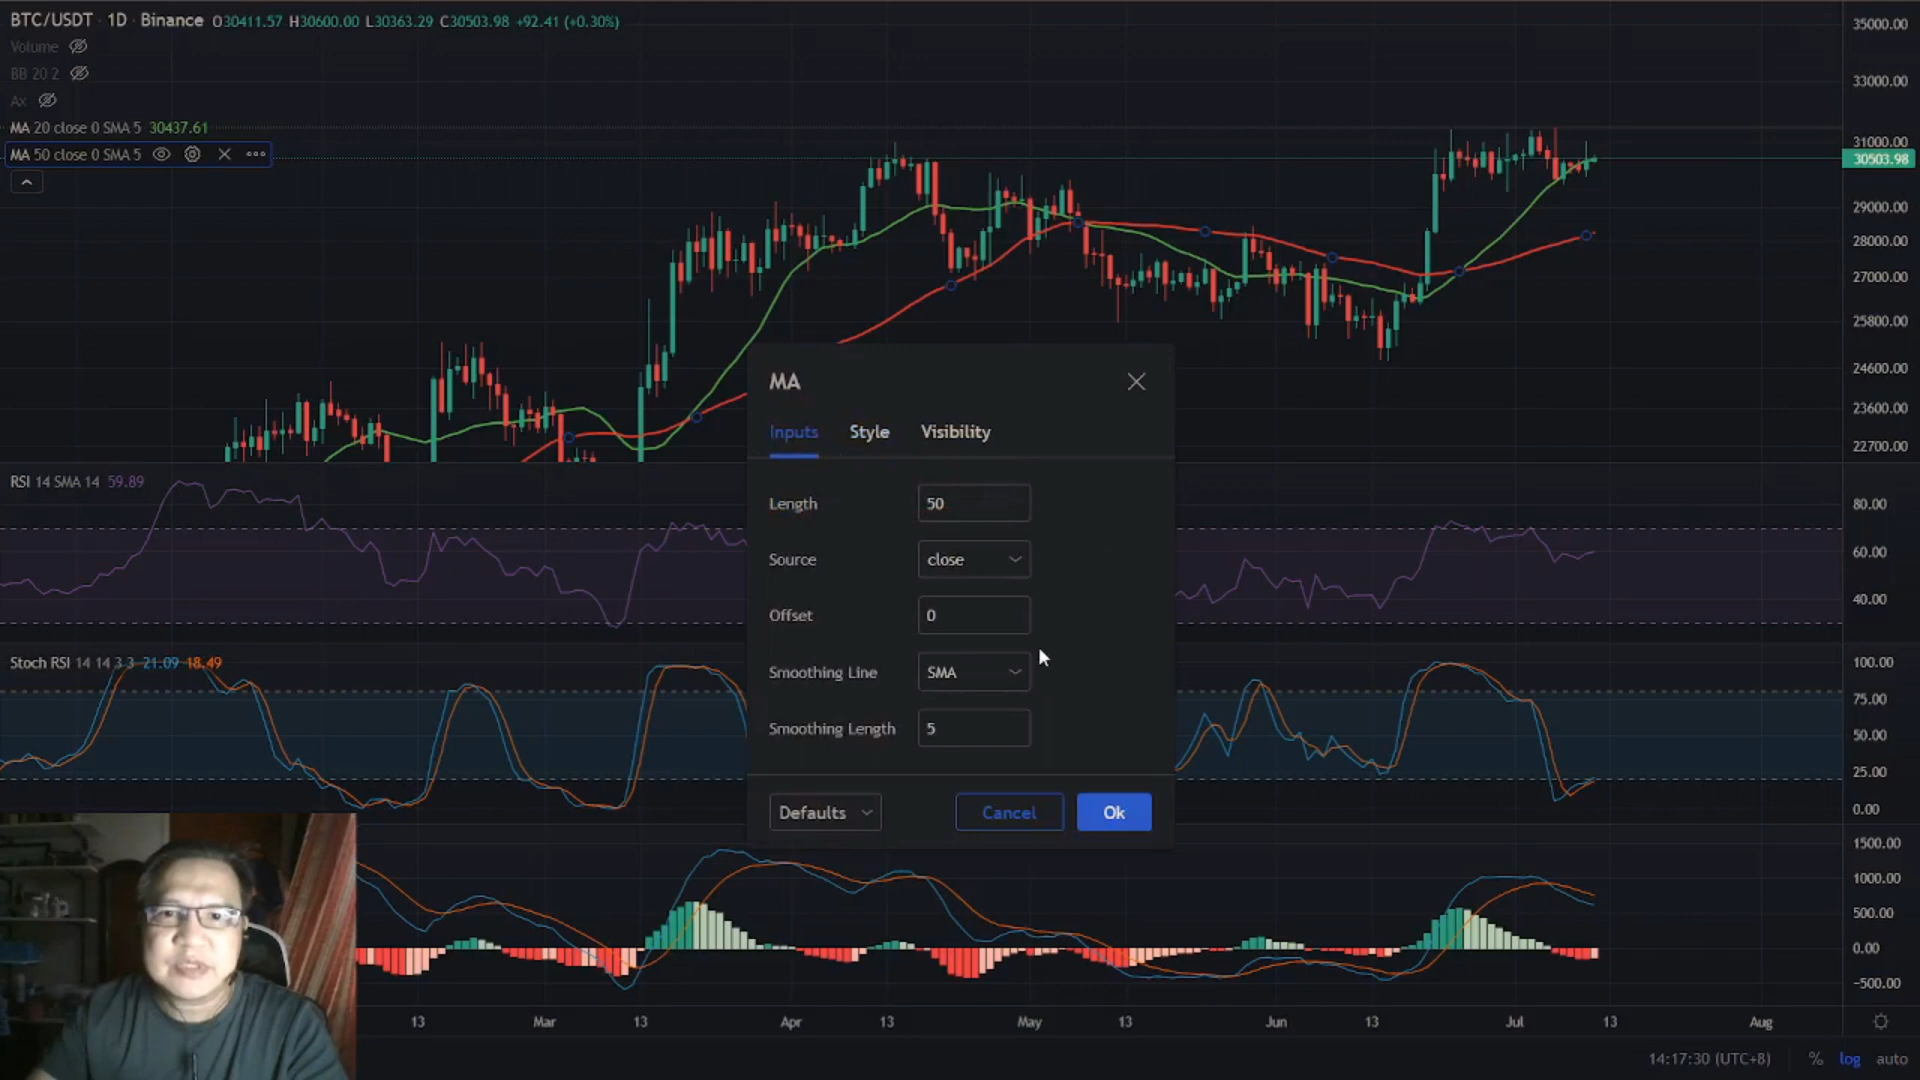 BTC/USDT · 1D · Binance O30411.57 H30600.00 L30363.29 C30503.98 +92.41 (+0.30%)
Volume
BB 20 2
Ax
MA 20 close 0 SMA 5 30437.61
MA 50 close 0 SMA 5
35000.00
33000.00
31000.00
30503.98
29000.00
28000.00
27000.00
25800.00
24600.00
23600.00
22700.00
MA
Inputs Style Visibility
Length 50
Source close
Offset 0
Smoothing Line SMA
Smoothing Length 5
Defaults Cancel Ok
RSI 14 SMA 14 59.89
80.00
60.00
40.00
Stoch RSI 14 14 3 3 21.09 18.49
100.00
75.00
50.00
25.00
0.00
1500.00
1000.00
500.00
0.00
-500.00
13 Mar 13 Apr 13 May 13 Jun 13 Jul 13 Aug
14:17:30 (UTC+8) % log auto